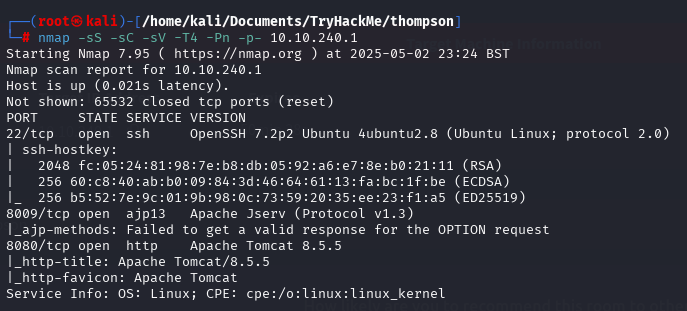 ┌──(root㉿kali)-[/home/kali/Documents/TryHackMe/thompson]
└─# nmap -sS -sC -sV -T4 -Pn -p- 10.10.240.1
Starting Nmap 7.95 ( https://nmap.org ) at 2025-05-02 23:24 BST
Nmap scan report for 10.10.240.1
Host is up (0.021s latency).
Not shown: 65532 closed tcp ports (reset)
PORT     STATE SERVICE VERSION
22/tcp   open  ssh     OpenSSH 7.2p2 Ubuntu 4ubuntu2.8 (Ubuntu Linux; protocol 2.0)
| ssh-hostkey:
|   2048 fc:05:24:81:98:7e:b8:db:05:92:a6:e7:8e:b0:21:11 (RSA)
|   256 60:c8:40:ab:b0:09:84:3d:46:64:61:13:fa:bc:1f:be (ECDSA)
|_  256 b5:52:7e:9c:01:9b:98:0c:73:59:20:35:ee:23:f1:a5 (ED25519)
8009/tcp open  ajp13   Apache Jserv (Protocol v1.3)
|_ajp-methods: Failed to get a valid response for the OPTION request
8080/tcp open  http    Apache Tomcat 8.5.5
|_http-title: Apache Tomcat/8.5.5
|_http-favicon: Apache Tomcat
Service Info: OS: Linux; CPE: cpe:/o:linux:linux_kernel